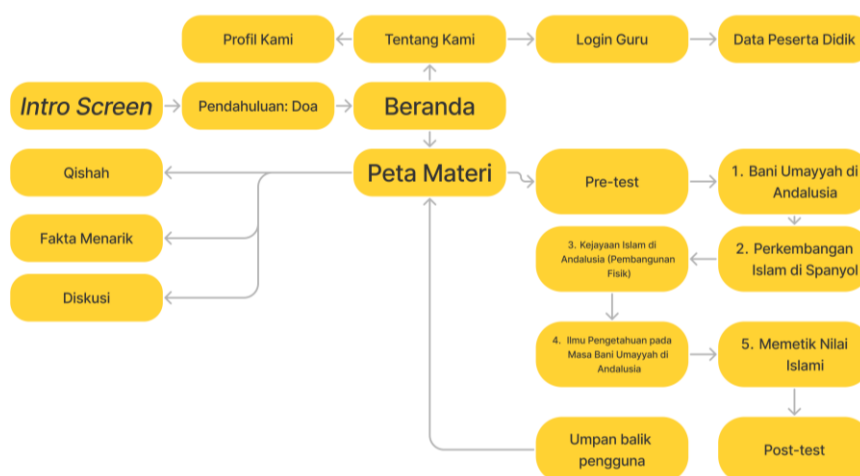 Profil Kami
Tentang Kami
Login Guru
Data Peserta Didik
Intro Screen
Pendahuluan: Doa
Beranda
Qishah
Peta Materi
Pre-test
1. Bani Umayyah di
Andalusia
Fakta Menarik
3. Kejayaan Islam di
Andalusia (Pembangunan
Fisik)
2. Perkembangan
Islam di Spanyol
Diskusi
4. Ilmu Pengetahuan pada
Masa Bani Umayyah di
Andalusia
5. Memetik Nilai
Islami
Umpan balik
pengguna
Post-test